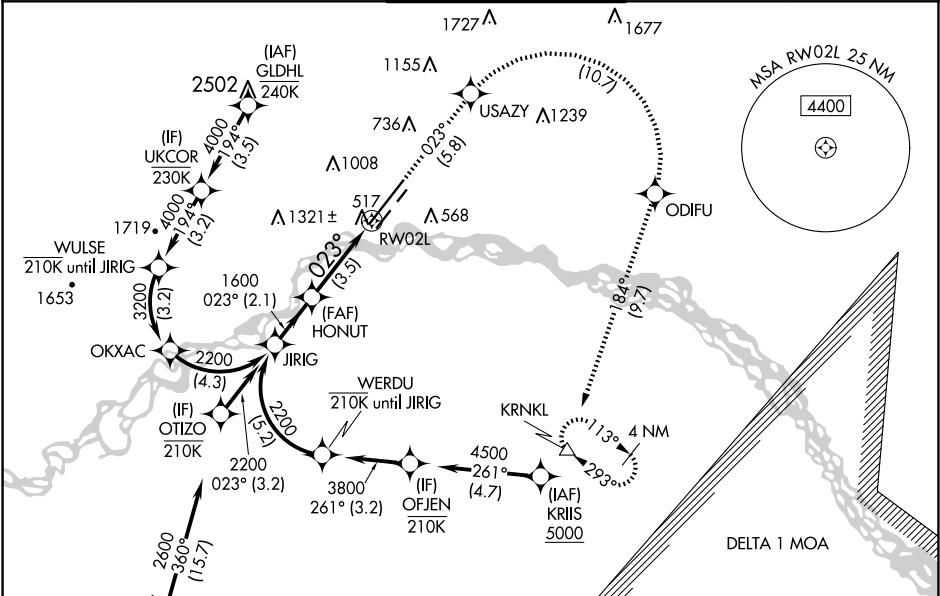 1727
1677
(IAF)
GLDHL
240K
2502
1155
USAZY
(10.7)
1239
MSA RW02L 25 NM
4400
4000
194°
(3.5)
(IF)
UKCOR
230K
736
023°
(5.8)
1008
517
1321±
568
RW02L
ODIFU
1719
4000
194°
(3.2)
WULSE
210K until JIRIG
1653
3200
(3.2)
1600
023° (2.1)
023°
(3.5)
(FAF)
HONUT
184°
(9.7)
OKXAC
2200
(4.3)
JIRIG
WERDU
210K until JIRIG
2200
(5.2)
(IF)
OTIZO
210K
2200
023° (3.2)
3800
261° (3.2)
(IF)
OFJEN
210K
4500
261°
(4.7)
(IAF)
KRIIS
5000
KRNKL
113°
4 NM
293°
DELTA 1 MOA
2600
360°
(15.7)